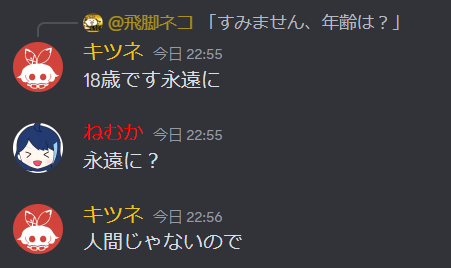 @飛脚ネコ 「すみません、年齢は？」
キツネ 今日 22:55
18歳です永遠に
ねむか 今日 22:55
永遠に？
キツネ 今日 22:56
人間じゃないので